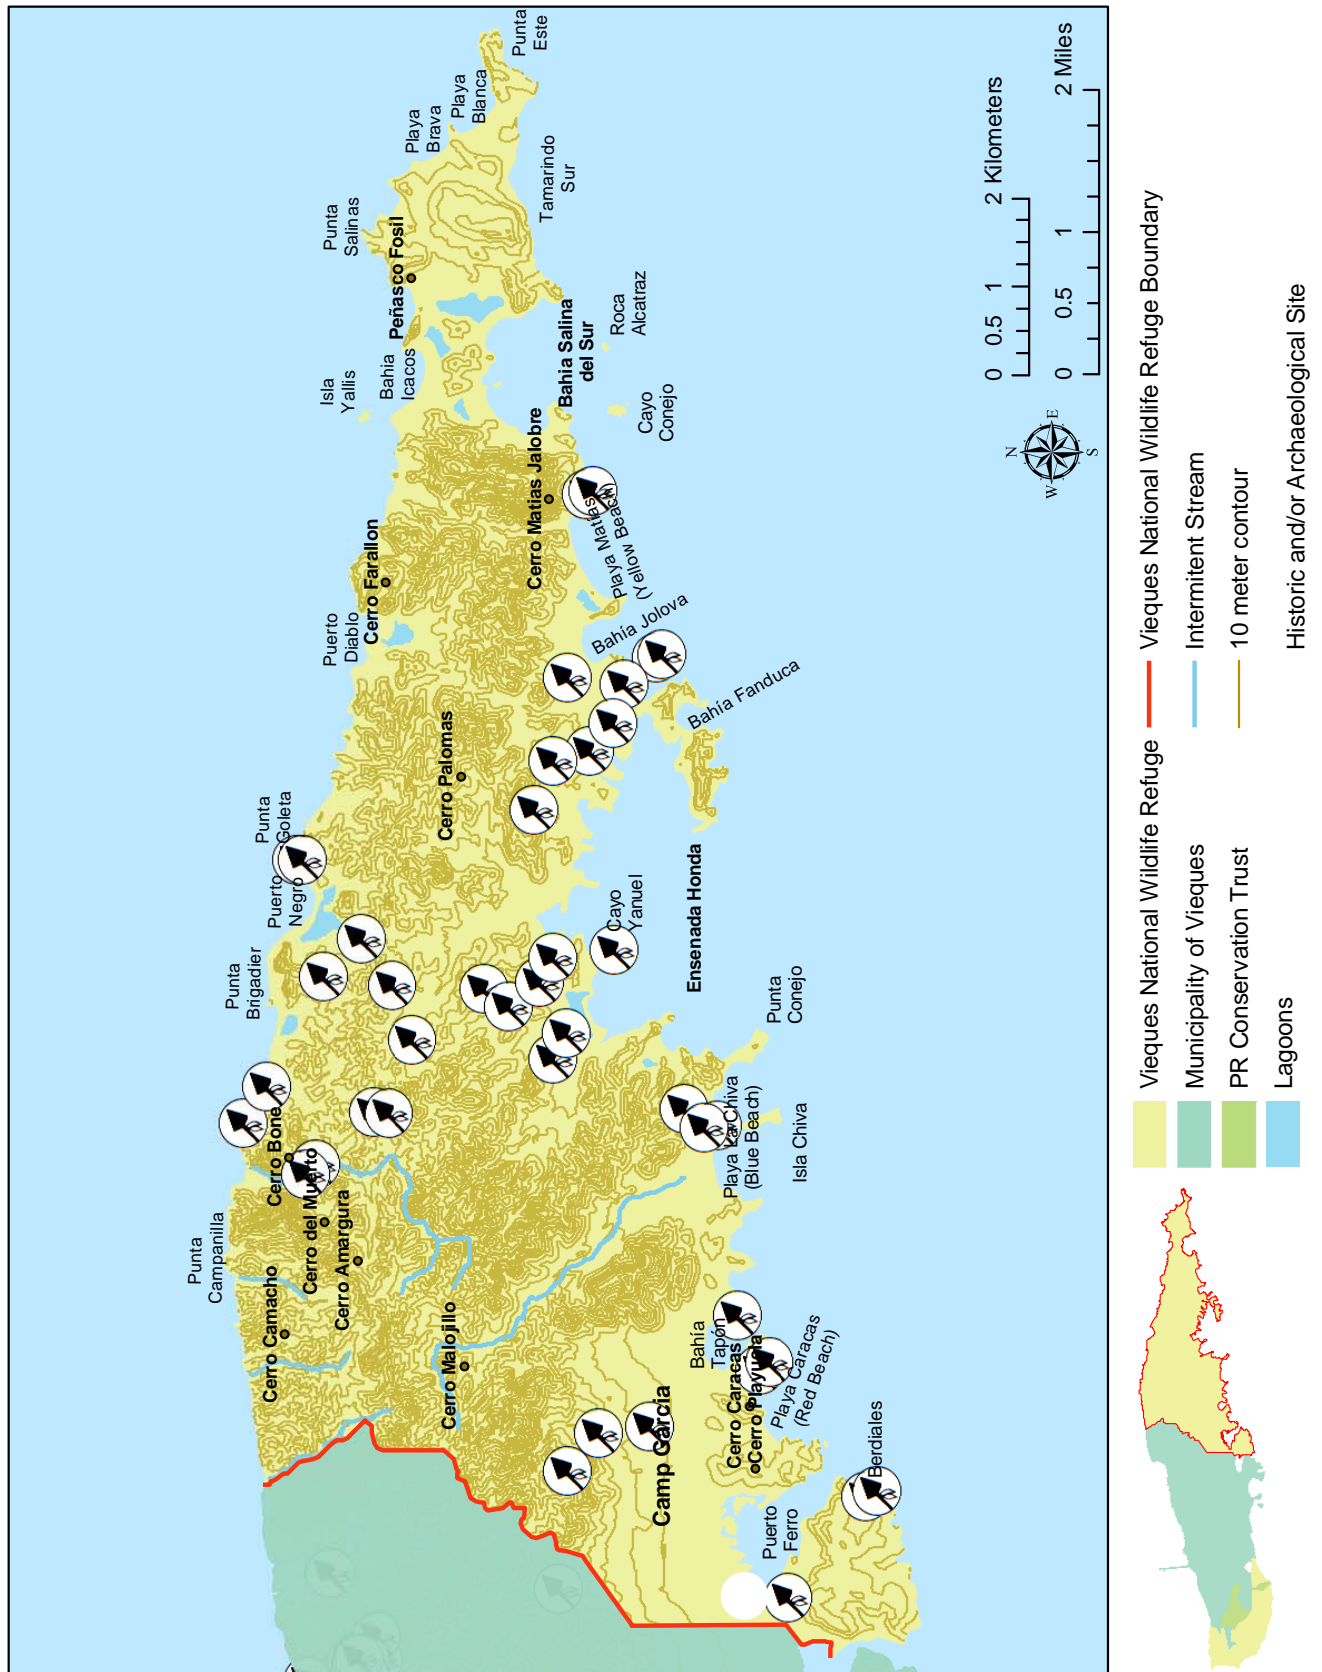 Punta
Este
Playa
Blanca
Playa
Brava
Tamarindo
Sur
Punta
Salinas
Peñasco Fosil
Roca
Alcatraz
Bahia Salina
del Sur
Bahia
Icacos
Isla
Yallis
Cayo
Conejo
Cerro Matias Jalobre
Playa Matias
(Yellow Beach)
Cerro Farallon
Puerto
Diablo
Bahía Jolova
Bahía Fanduca
Cerro Palomas
Punta
Goleta
Puerto
Negro
Punta
Brigadier
Cayo
Yanuel
Ensenada Honda
Punta
Conejo
Playa La Chiva
(Blue Beach)
Isla Chiva
Cerro Bone
Cerro del Muerto
Cerro Amargura
Punta
Campanilla
Cerro Camacho
Cerro Malojillo
Bahía
Tapón
Cerro Caracas
Cerro Playuela
Playa Caracas
(Red Beach)
Camp Garcia
Berdiales
Puerto
Ferro
0 0.5 1 2 Kilometers
0 0.5 1 2 Miles
N
W
E
S
Vieques National Wildlife Refuge
Municipality of Vieques
PR Conservation Trust
Lagoons
Vieques National Wildlife Refuge Boundary
Intermitent Stream
10 meter contour
Historic and/or Archaeological Site